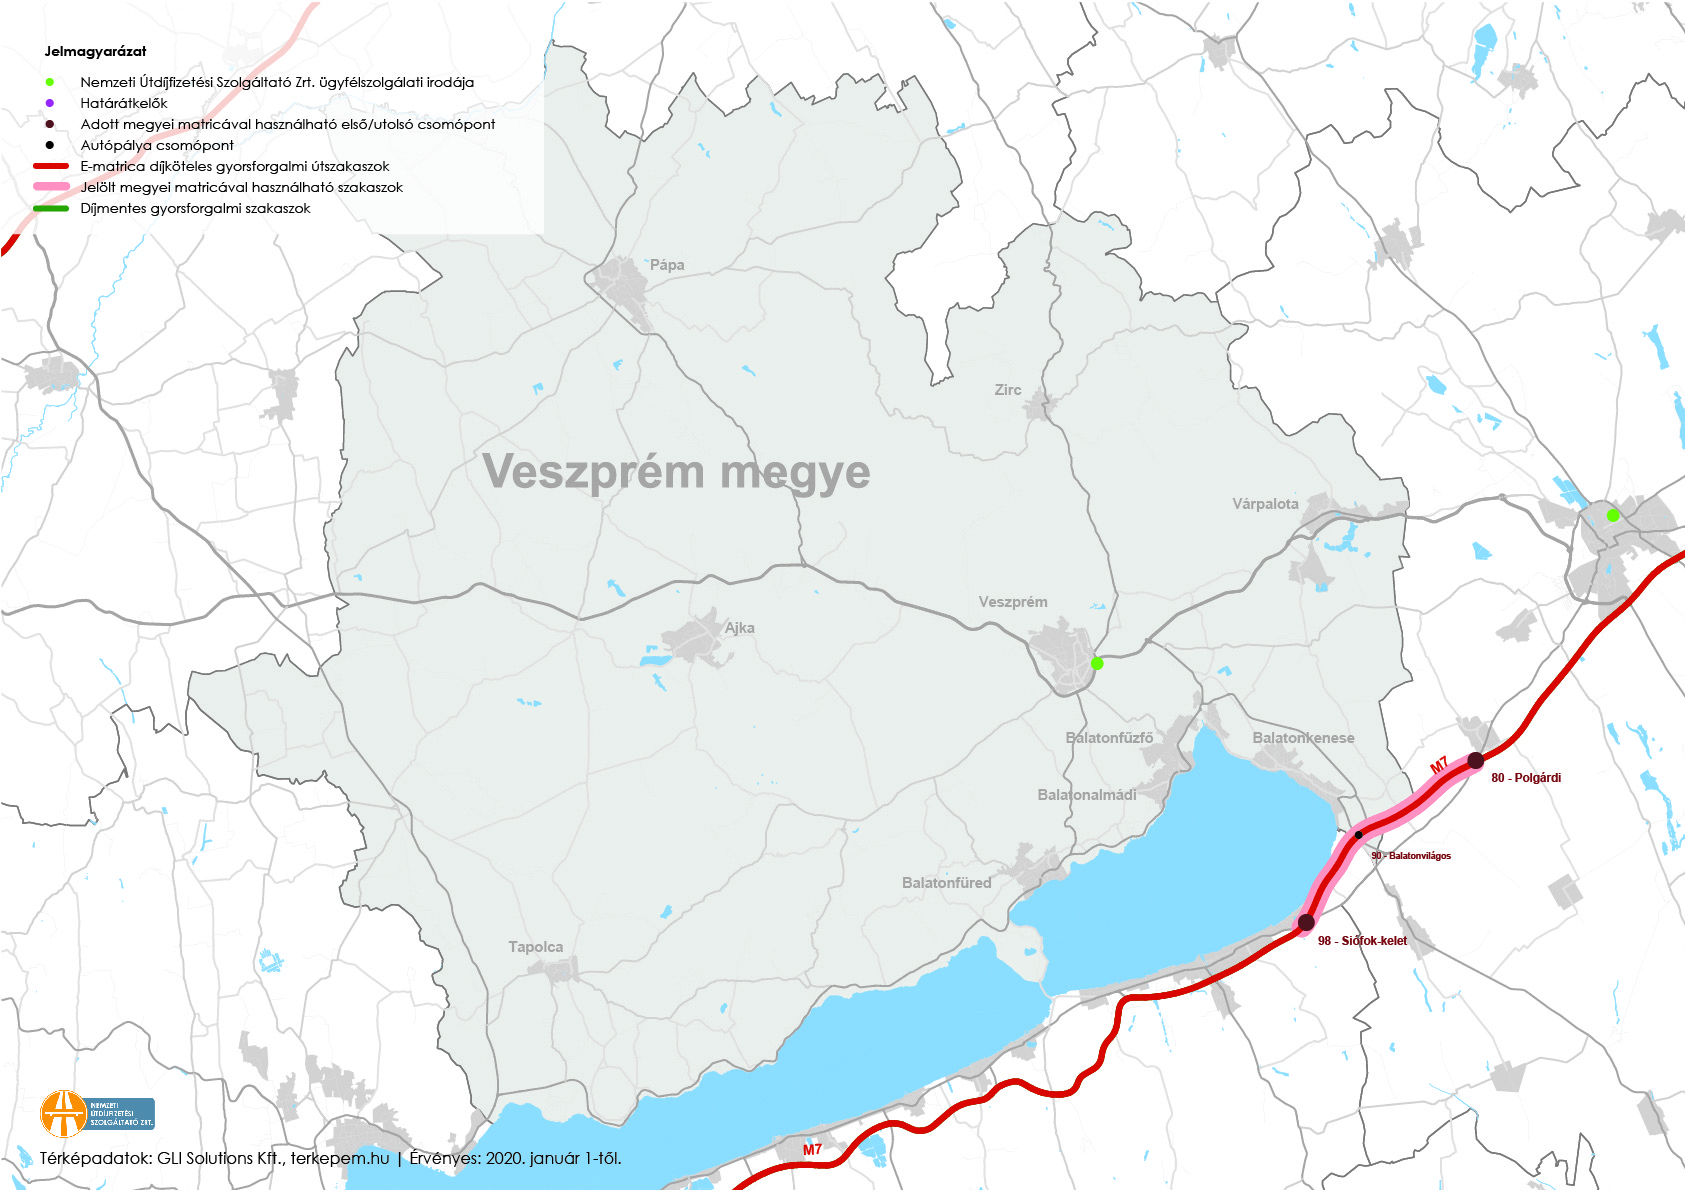 Jelmagyarázat
Nemzeti Útdíjfizetési Szolgáltató Zrt. ügyfélszolgálati irodája
Határátkelők
Adott megyei matricával használható első/utolsó csomópont
Autópálya csomópont
E-matrica díjköteles gyorsforgalmi útszakaszok
Jelölt megyei matricával használható szakaszok
Díjmentes gyorsforgalmi szakaszok
Pápa
Zirc
Veszprém megye
Várpalota
Veszprém
Ajka
Balatonfűzfő
Balatonkenese
M7
80 - Polgárdi
Balatonalmádi
90 - Balatonvilágos
Balatonfüred
98 - Siófok-kelet
Tapolca
NEMZETI
ÚTDÍJFIZETÉSI
SZOLGÁLTATÓ ZRT.
M7
Térképadatok: GLI Solutions Kft., terkepem.hu | Érvényes: 2020. január 1-től.